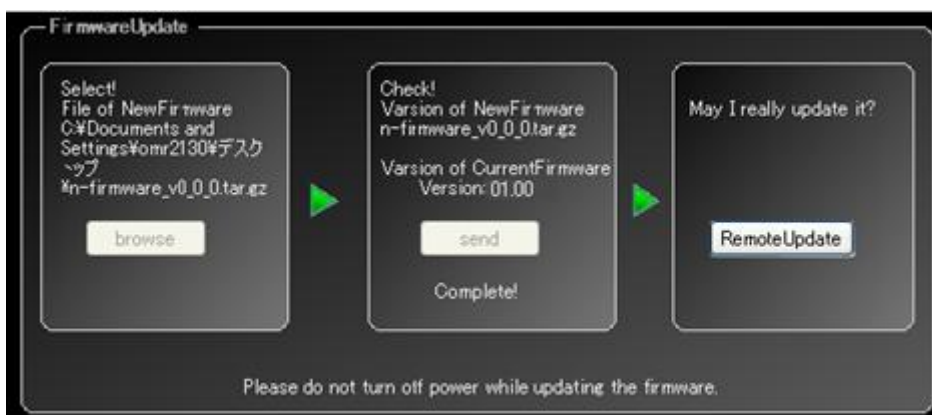 FirmwareUpdate
Select!
File of NewFirmware
C:¥Documents and
Settings¥omr2130¥デスク
トップ
¥n-firmware_v0_0_0.tar.gz
browse
Check!
Varsion of NewFirmware
n-firmware_v0_0_0.tar.gz
Varsion of CurrentFirmware
Version: 01.00
send
Complete!
May I really update it?
RemoteUpdate
Please do not turn off power while updating the firmware.